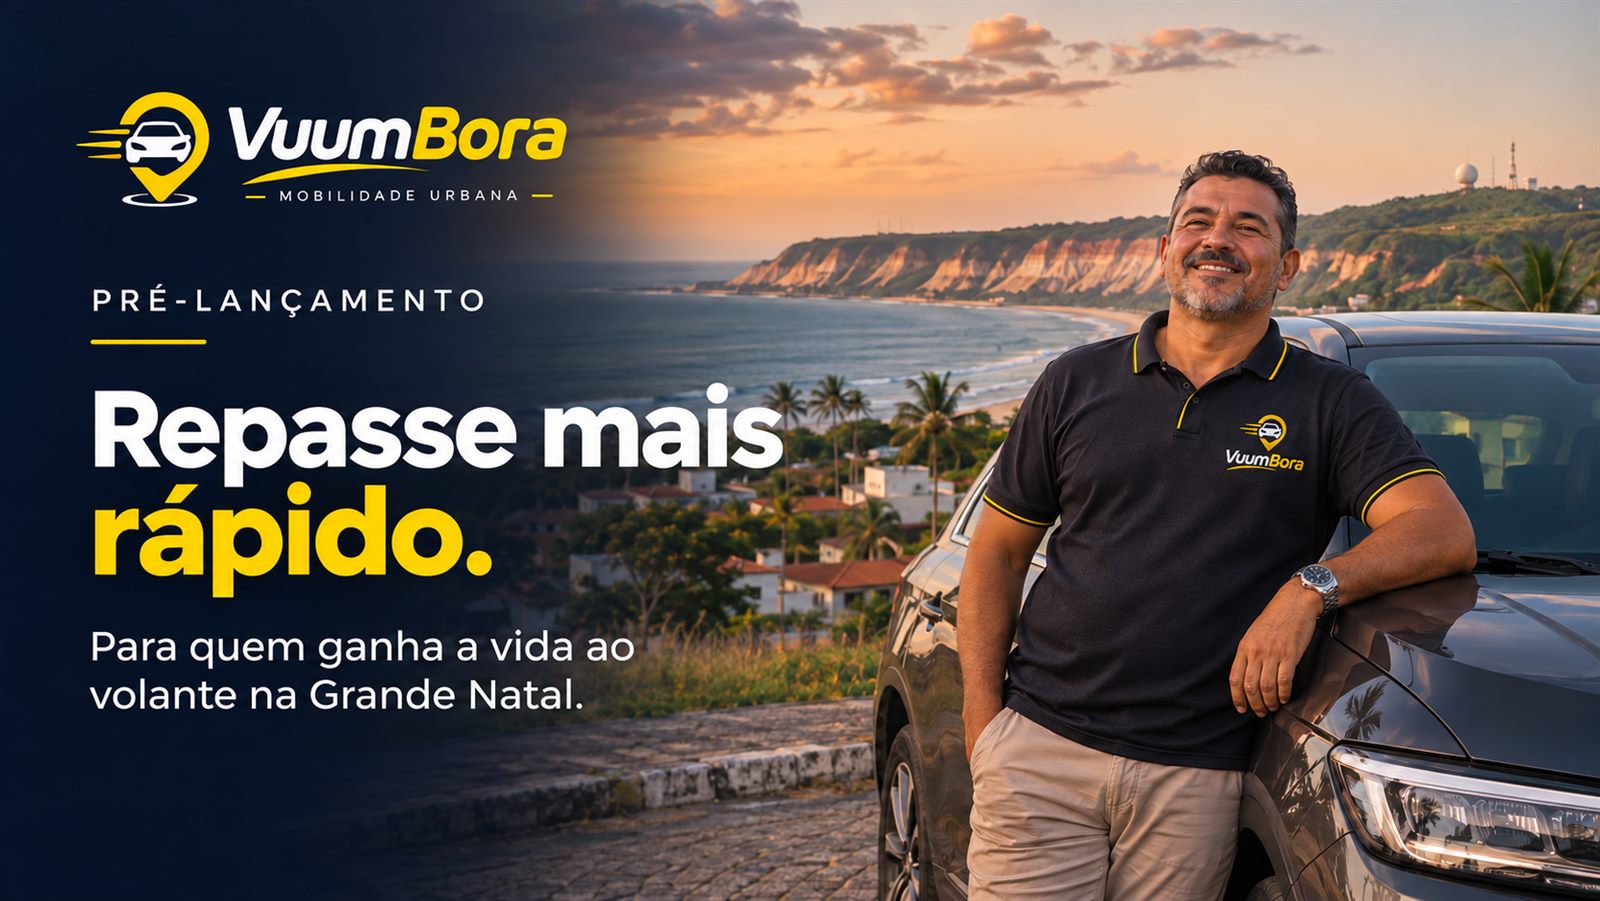 VuumBora
MOBILIDADE URBANA
PRÉ-LANÇAMENTO
Repasse mais
rápido.
Para quem ganha a vida ao
volante na Grande Natal.
VuumBora